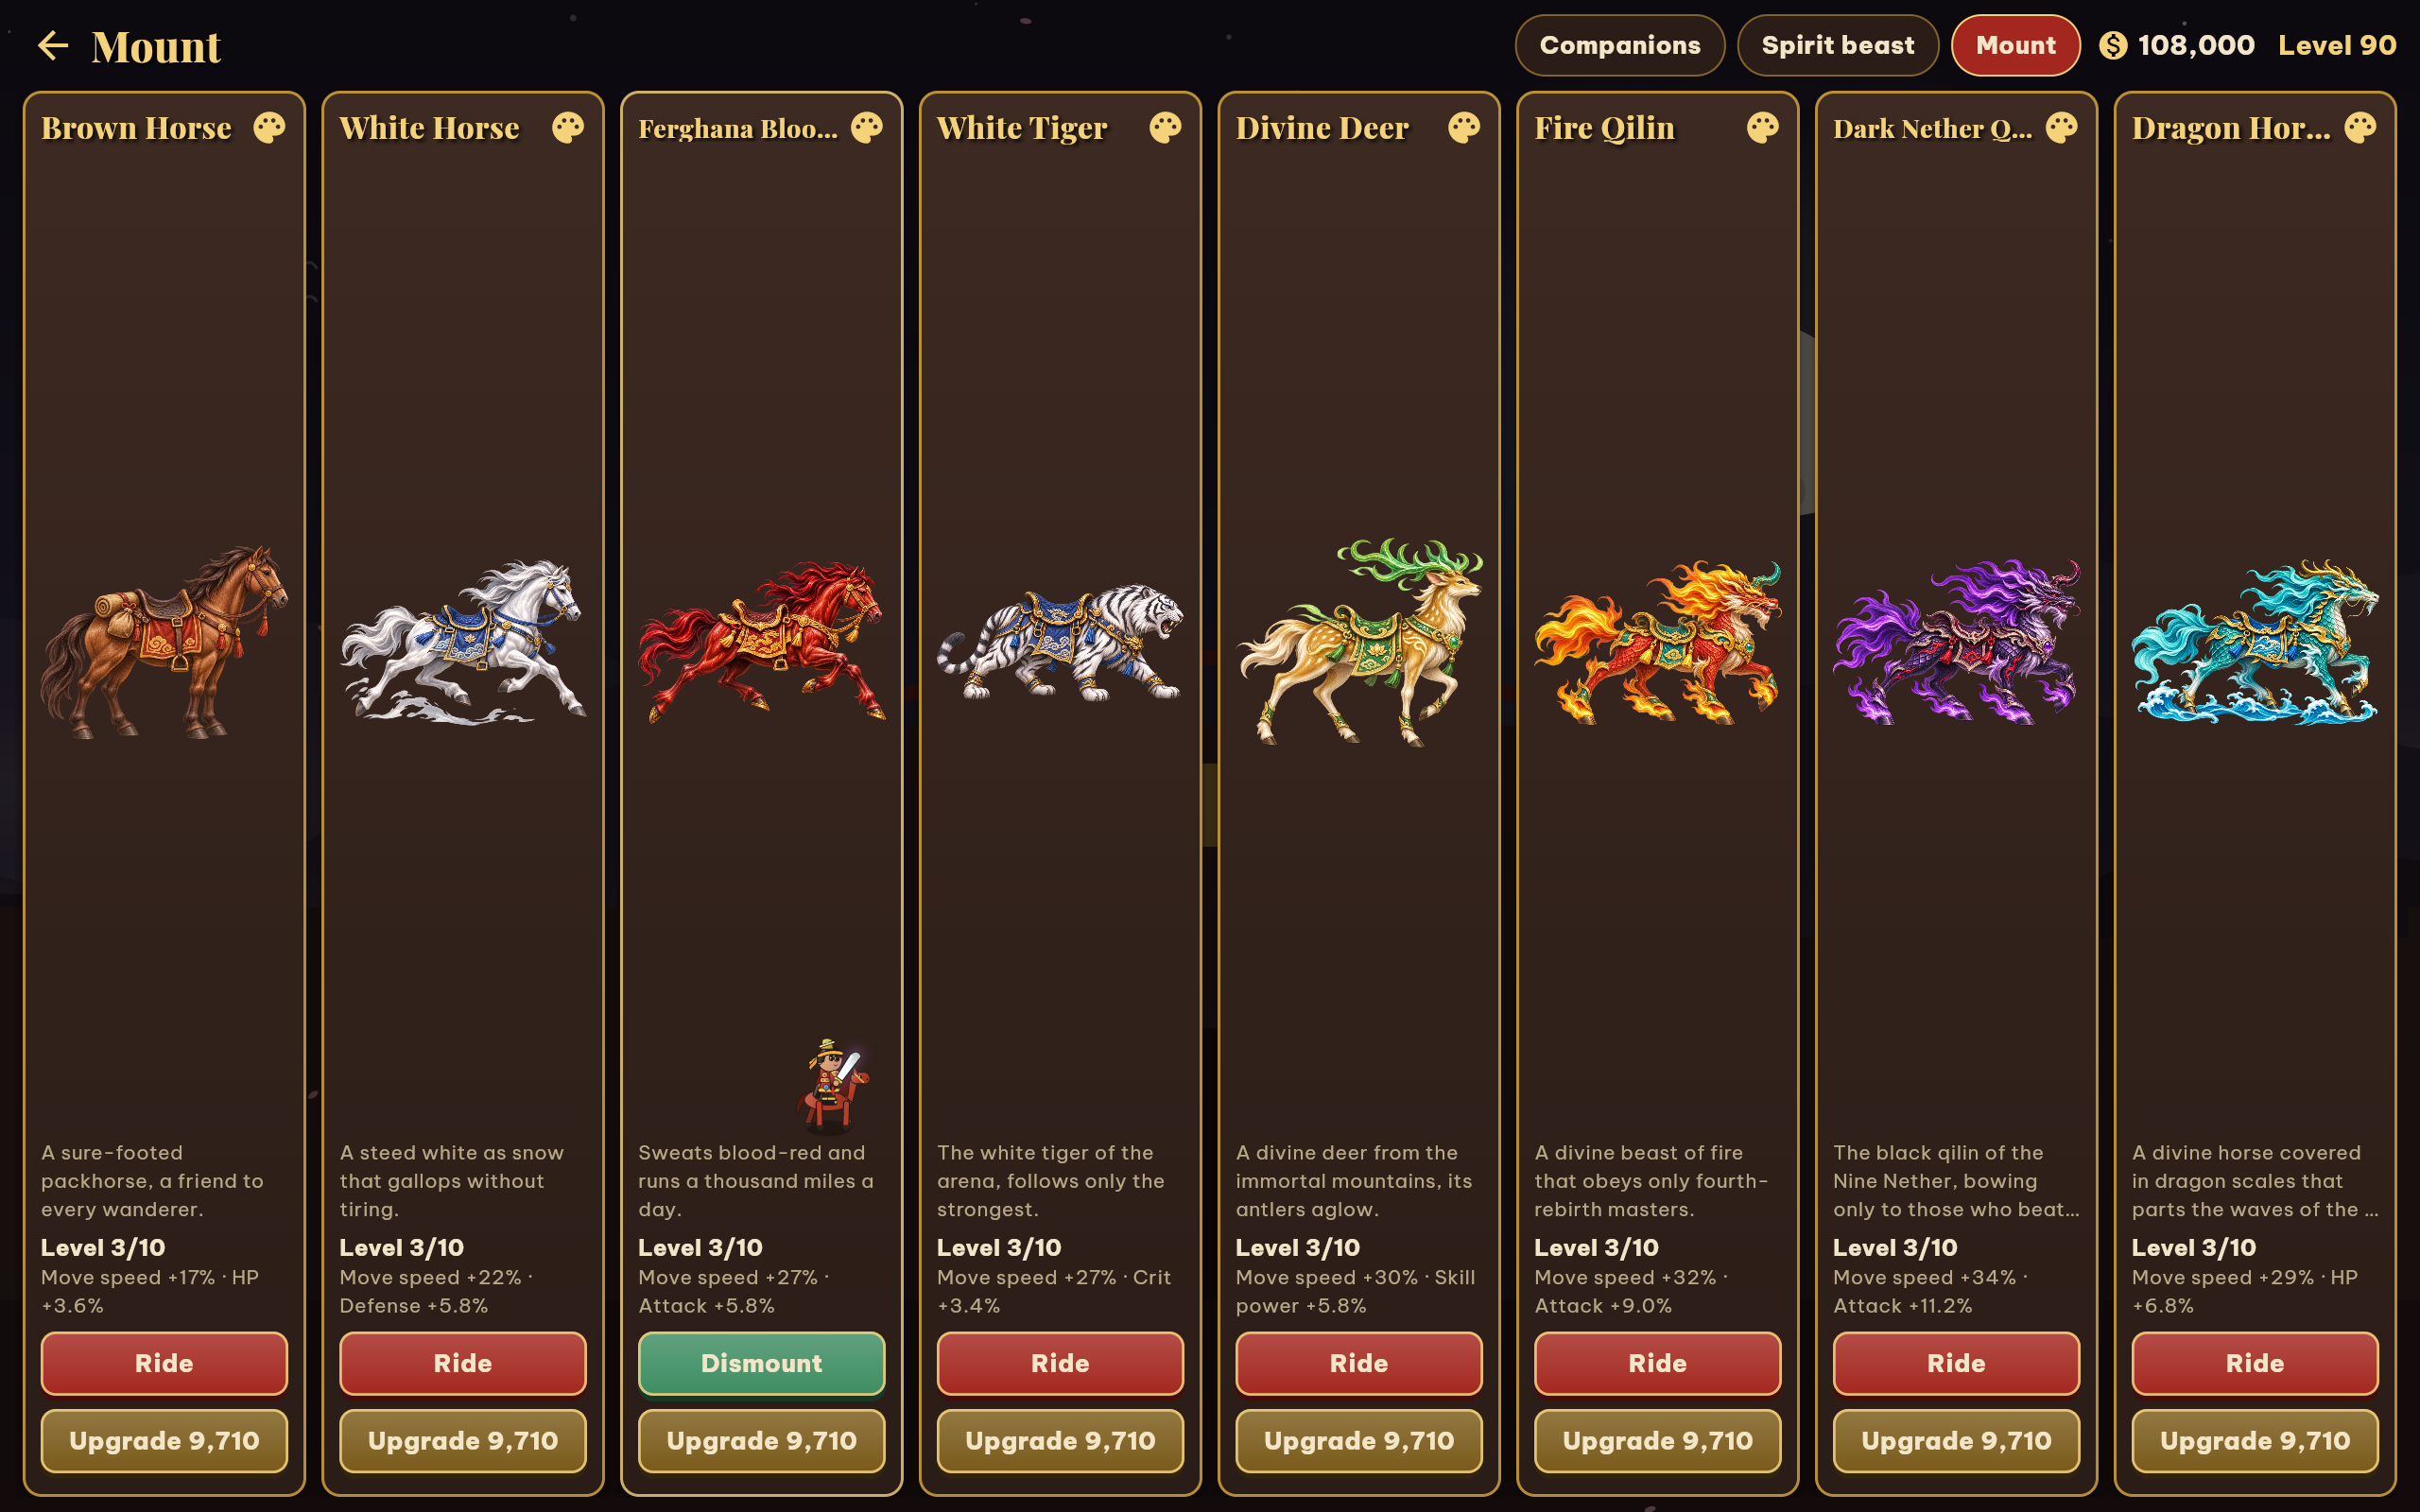 Mount
Companions
Spirit beast
Mount
108,000
Level 90
Brown Horse
A sure-footed
packhorse, a friend to
every wanderer.
Level 3/10
Move speed +17% · HP
+3.6%
Ride
Upgrade 9,710
White Horse
A steed white as snow
that gallops without
tiring.
Level 3/10
Move speed +22% ·
Defense +5.8%
Ride
Upgrade 9,710
Ferghana Bloo...
Sweats blood-red and
runs a thousand miles a
day.
Level 3/10
Move speed +27% ·
Attack +5.8%
Dismount
Upgrade 9,710
White Tiger
The white tiger of the
arena, follows only the
strongest.
Level 3/10
Move speed +27% · Crit
+3.4%
Ride
Upgrade 9,710
Divine Deer
A divine deer from the
immortal mountains, its
antlers aglow.
Level 3/10
Move speed +30% · Skill
power +5.8%
Ride
Upgrade 9,710
Fire Qilin
A divine beast of fire
that obeys only fourth-
rebirth masters.
Level 3/10
Move speed +32% ·
Attack +9.0%
Ride
Upgrade 9,710
Dark Nether Q...
The black qilin of the
Nine Nether, bowing
only to those who beat...
Level 3/10
Move speed +34% ·
Attack +11.2%
Ride
Upgrade 9,710
Dragon Hor...
A divine horse covered
in dragon scales that
parts the waves of the ...
Level 3/10
Move speed +29% · HP
+6.8%
Ride
Upgrade 9,710